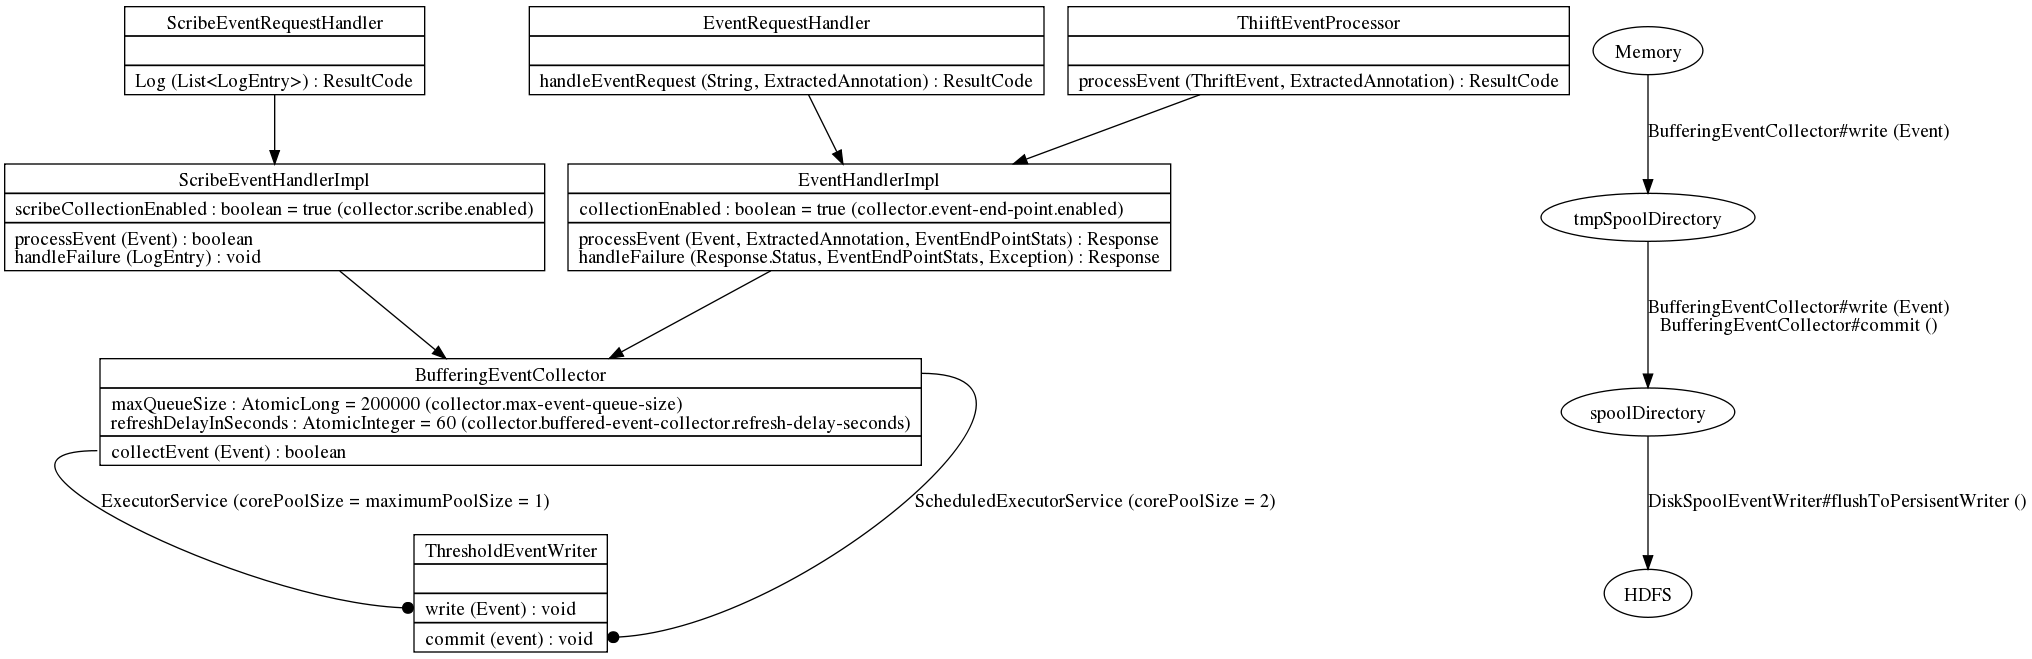 ScribeEventRequestHandler
Log (List<LogEntry>) : ResultCode
EventRequestHandler
handleEventRequest (String, ExtractedAnnotation) : ResultCode
ThiiftEventProcessor
processEvent (ThriftEvent, ExtractedAnnotation) : ResultCode
ScribeEventHandlerImpl
scribeCollectionEnabled : boolean = true (collector.scribe.enabled)
processEvent (Event) : boolean
handleFailure (LogEntry) : void
EventHandlerImpl
collectionEnabled : boolean = true (collector.event-end-point.enabled)
processEvent (Event, ExtractedAnnotation, EventEndPointStats) : Response
handleFailure (Response.Status, EventEndPointStats, Exception) : Response
BufferingEventCollector
maxQueueSize : AtomicLong = 200000 (collector.max-event-queue-size)
refreshDelayInSeconds : AtomicInteger = 60 (collector.buffered-event-collector.refresh-delay-seconds)
collectEvent (Event) : boolean
ExecutorService (corePoolSize = maximumPoolSize = 1)
ScheduledExecutorService (corePoolSize = 2)
ThresholdEventWriter
write (Event) : void
commit (event) : void
Memory
BufferingEventCollector#write (Event)
tmpSpoolDirectory
BufferingEventCollector#write (Event)
BufferingEventCollector#commit ()
spoolDirectory
DiskSpoolEventWriter#flushToPersisentWriter ()
HDFS